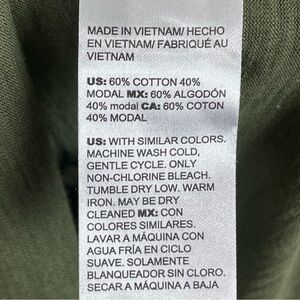 MADE IN VIETNAM/ HECHO
EN VIETNAM/ FABRIQUÉ AU
VIETNAM
US: 60% COTTON 40%
MODAL MX: 60% ALGODÓN
40% modal CA: 60% COTON
40% MODAL
US: WITH SIMILAR COLORS.
MACHINE WASH COLD,
GENTLE CYCLE. ONLY
NON-CHLORINE BLEACH.
TUMBLE DRY LOW. WARM
IRON. MAY BE DRY
CLEANED MX: CON
COLORES SIMILARES.
LAVAR A MÁQUINA CON
AGUA FRÍA EN CICLO
SUAVE. SOLAMENTE
BLANQUEADOR SIN CLORO.
SECAR A MÁQUINA A BAJA